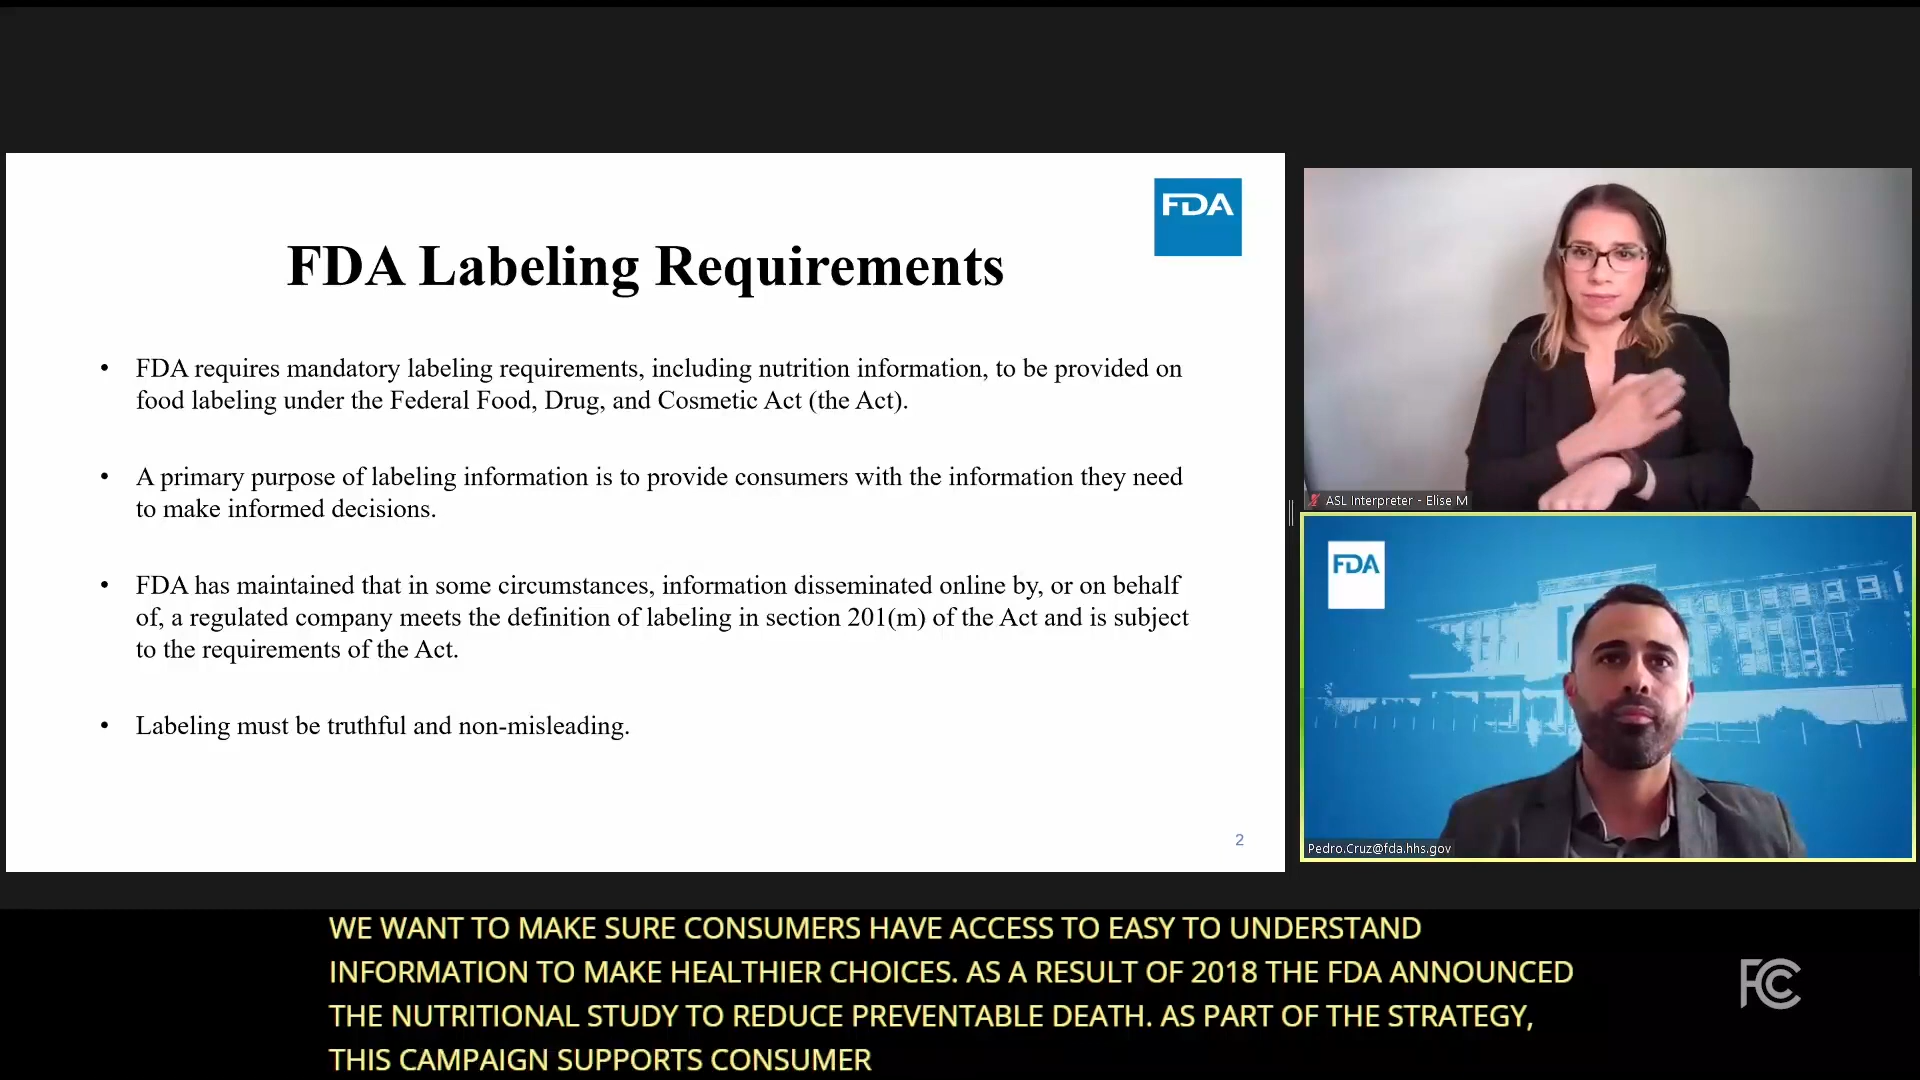 FDA
FDA Labeling Requirements
• FDA requires mandatory labeling requirements, including nutrition information, to be provided on
food labeling under the Federal Food, Drug, and Cosmetic Act (the Act).
• A primary purpose of labeling information is to provide consumers with the information they need
to make informed decisions.
• FDA has maintained that in some circumstances, information disseminated online by, or on behalf
of, a regulated company meets the definition of labeling in section 201(m) of the Act and is subject
to the requirements of the Act.
• Labeling must be truthful and non-misleading.
2
ASL Interpreter - Elise M
FDA
Pedro.Cruz@fda.hhs.gov
WE WANT TO MAKE SURE CONSUMERS HAVE ACCESS TO EASY TO UNDERSTAND
INFORMATION TO MAKE HEALTHIER CHOICES. AS A RESULT OF 2018 THE FDA ANNOUNCED
THE NUTRITIONAL STUDY TO REDUCE PREVENTABLE DEATH. AS PART OF THE STRATEGY,
THIS CAMPAIGN SUPPORTS CONSUMER
FCC